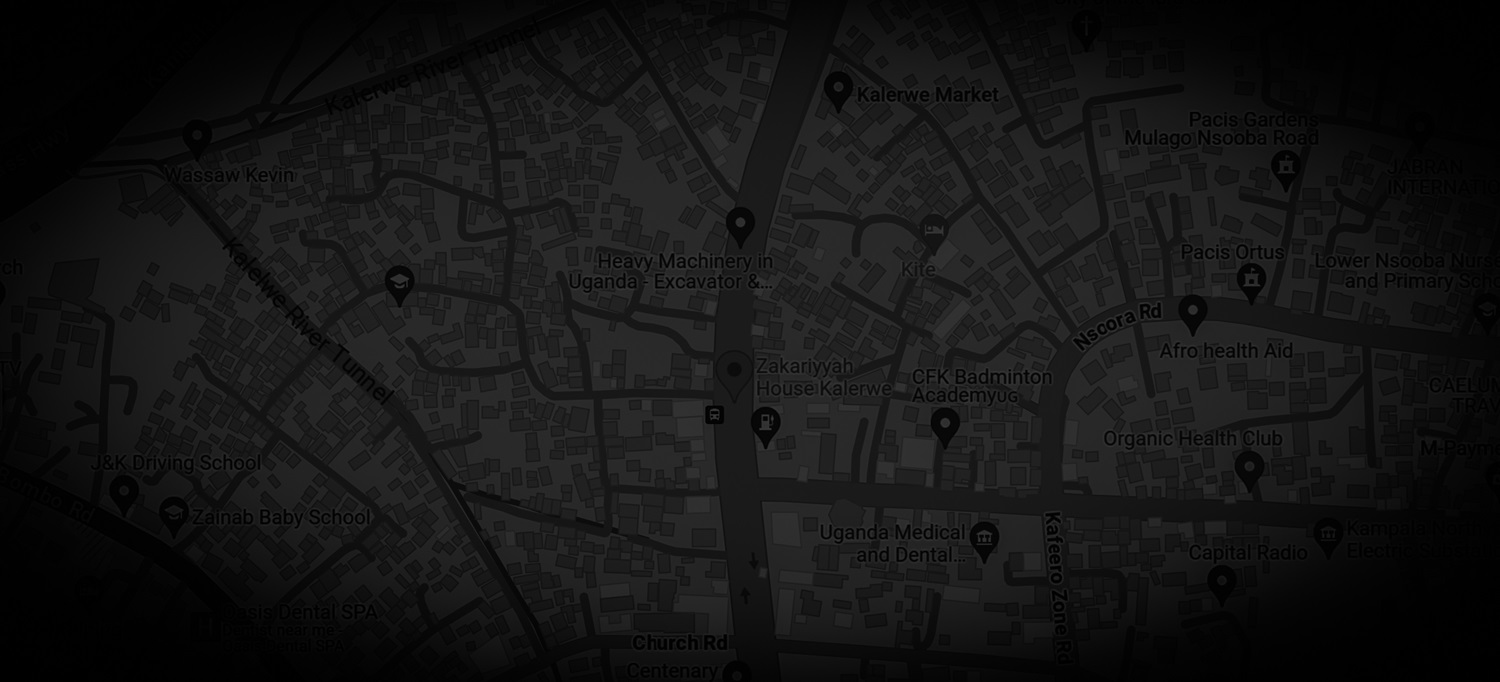 Kalerwe River Tunnel
Kalerwe Market
Pacis Gardens
Mulago Nsooba Road
Wassaw Kevin
JABRAN
Kalelwe River Tunnel
Heavy Machinery in
Uganda - Excavator &...
Kite
Pacis Ortus
Lower Nsooba Nurse
and Primary Scho
Nscora Rd
Afro health Aid
Zakariyyah
House Kalerwe
CFK Badminton
AcademyUG
Organic Health Club
M-Payme
J&K Driving School
Zainab Baby School
Uganda Medical
and Dental...
Kafeero Zone Rd
Capital Radio
Church Rd
Centenary